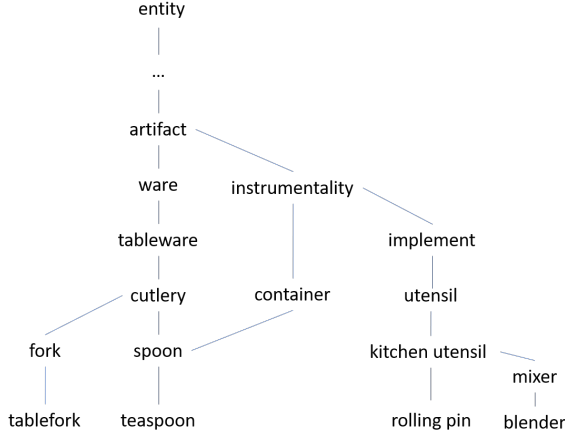 entity
...
artifact
ware
instrumentality
tableware
implement
cutlery
container
utensil
fork
spoon
kitchen utensil
mixer
tablefork
teaspoon
rolling pin
blender